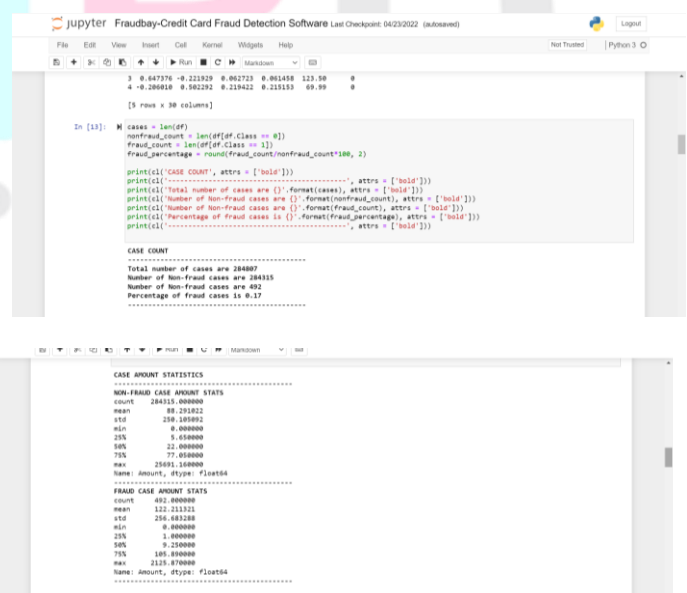 jupyter Fraudbay-Credit Card Fraud Detection Software Last Checkpoint: 04/23/2022 (autosaved)
Logout
File Edit View Insert Cell Kernel Widgets Help
Not Trusted
Python 3
Run
Markdown
3 0.647376 -0.221929 0.062723 0.061458 123.50 0
4 -0.206010 0.502292 0.219422 0.215153 69.99 0
[5 rows x 30 columns]
In [13]:
cases = len(df)
nonfraud_count = len(df[df.Class == 0])
fraud_count = len(df[df.Class == 1])
fraud_percentage = round(fraud_count/nonfraud_count*100, 2)
print(cl('CASE COUNT', attrs = ['bold']))
print(cl('--------------------------------------------', attrs = ['bold']))
print(cl('Total number of cases are {}'.format(cases), attrs = ['bold']))
print(cl('Number of Non-fraud cases are {}'.format(nonfraud_count), attrs = ['bold']))
print(cl('Number of Non-fraud cases are {}'.format(fraud_count), attrs = ['bold']))
print(cl('Percentage of fraud cases is {}'.format(fraud_percentage), attrs = ['bold']))
print(cl('--------------------------------------------', attrs = ['bold']))
CASE COUNT
--------------------------------------------
Total number of cases are 284807
Number of Non-fraud cases are 284315
Number of Non-fraud cases are 492
Percentage of fraud cases is 0.17
--------------------------------------------
Run
Markdown
CASE AMOUNT STATISTICS
--------------------------------------------
NON-FRAUD CASE AMOUNT STATS
count 284315.000000
mean 88.291022
std 250.105092
min 0.000000
25% 5.650000
50% 22.000000
75% 77.050000
max 25691.160000
Name: Amount, dtype: float64
--------------------------------------------
FRAUD CASE AMOUNT STATS
count 492.000000
mean 122.211321
std 256.683288
min 0.000000
25% 1.000000
50% 9.250000
75% 105.890000
max 2125.870000
Name: Amount, dtype: float64
--------------------------------------------